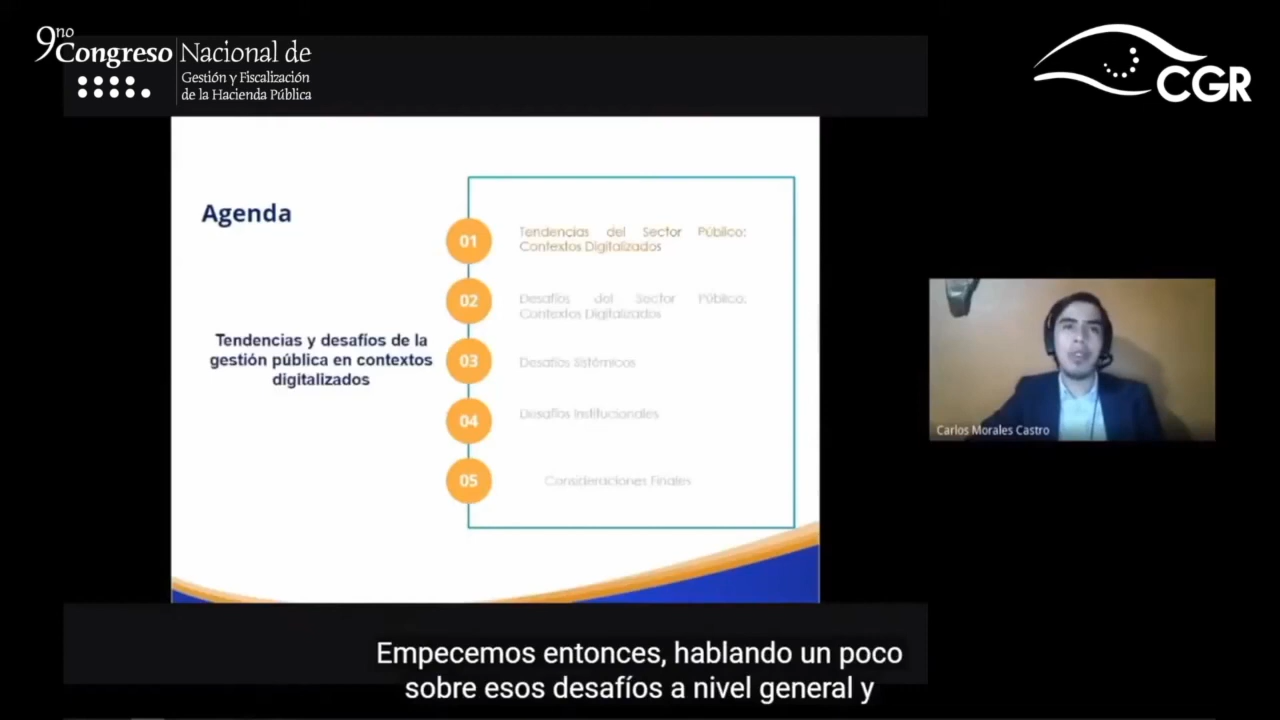 9no
Congreso
Nacional de
Gestión y Fiscalización
de la Hacienda Pública
CGR
Agenda
Tendencias y desafíos de la
gestión pública en contextos
digitalizados
01
Tendencias del Sector Público:
Contextos Digitalizados
02
Desafíos del Sector Público:
Contextos Digitalizados
03
Desafíos Sistémicos
04
Desafíos Institucionales
05
Consideraciones Finales
Carlos Morales Castro
Empecemos entonces, hablando un poco
sobre esos desafíos a nivel general y